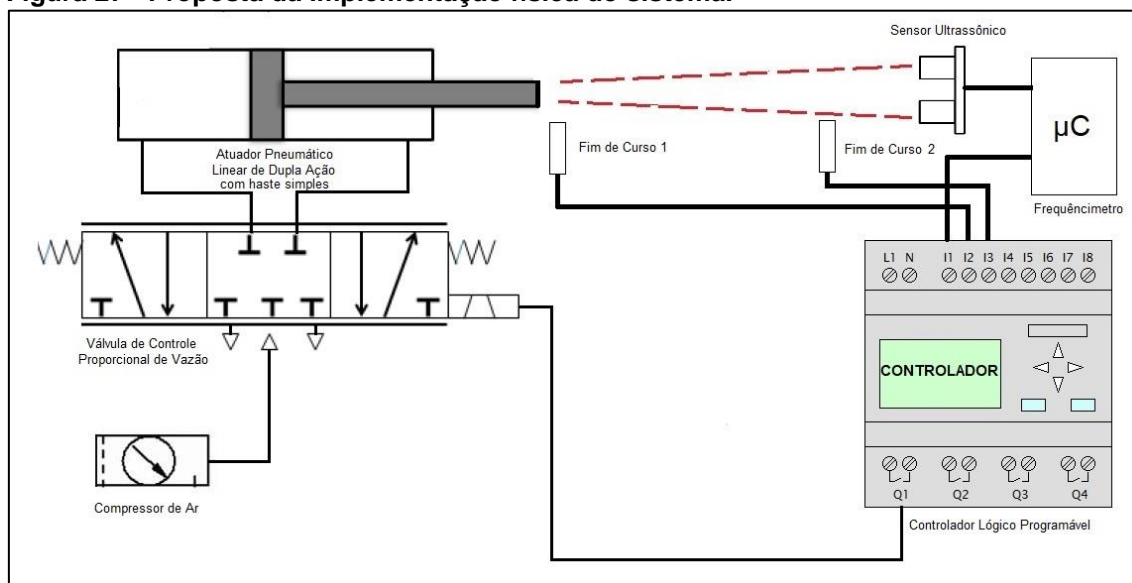 Sensor Ultrassônico
µC
Atuador Pneumático
Linear de Dupla Ação
com haste simples
Fim de Curso 1
Fim de Curso 2
Frequêncimetro
L1 N I1 I2 I3 I4 I5 I6 I7 I8
Válvula de Controle
Proporcional de Vazão
CONTROLADOR
Compressor de Ar
Q1 Q2 Q3 Q4
Controlador Lógico Programável